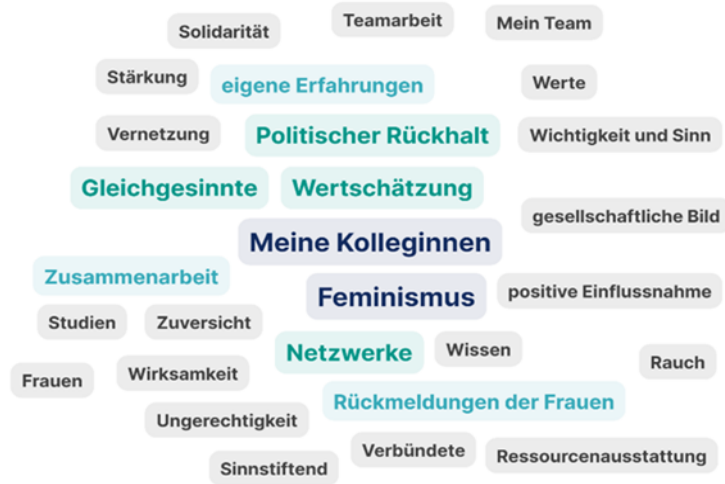 Teamarbeit
Mein Team
Solidarität
Stärkung
eigene Erfahrungen
Werte
Vernetzung
Politischer Rückhalt
Wichtigkeit und Sinn
Gleichgesinnte
Wertschätzung
gesellschaftliche Bild
Meine Kolleginnen
Zusammenarbeit
Feminismus
positive Einflussnahme
Studien
Zuversicht
Netzwerke
Wissen
Rauch
Frauen
Wirksamkeit
Rückmeldungen der Frauen
Ungerechtigkeit
Verbündete
Ressourcenausstattung
Sinnstiftend